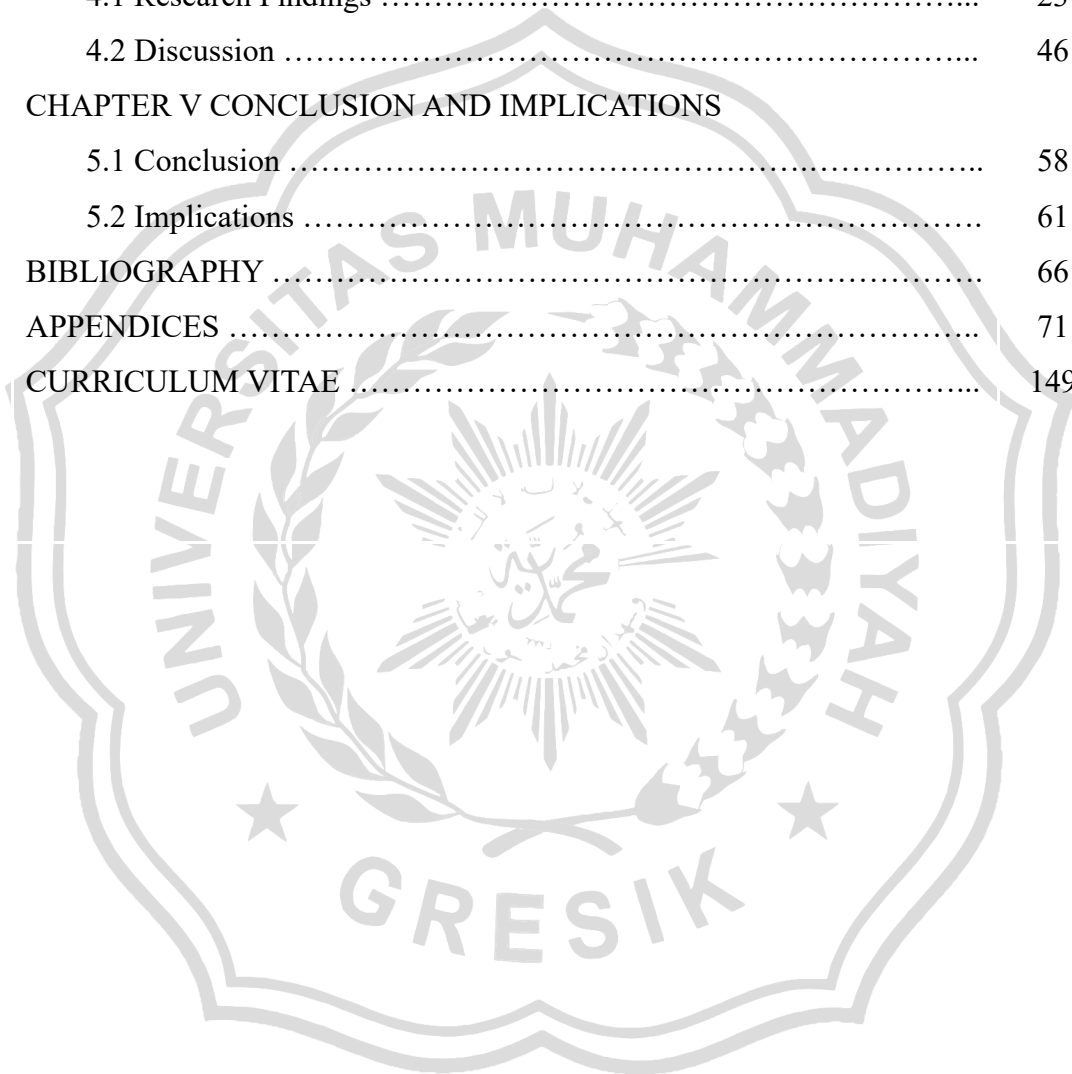 4.1 Research Findings ………………………………………………………... 25
4.2 Discussion ………………………………………………………………... 46
CHAPTER V CONCLUSION AND IMPLICATIONS
5.1 Conclusion ……………………………………………………………….. 58
5.2 Implications ……………………………………………………………. 61
BIBLIOGRAPHY ………………………………………………………………. 66
APPENDICES ………………………………………………………………….. 71
CURRICULUM VITAE ………………………………………………………... 149
UNIVERSITAS MUHAMMADIYAH
GRESIK